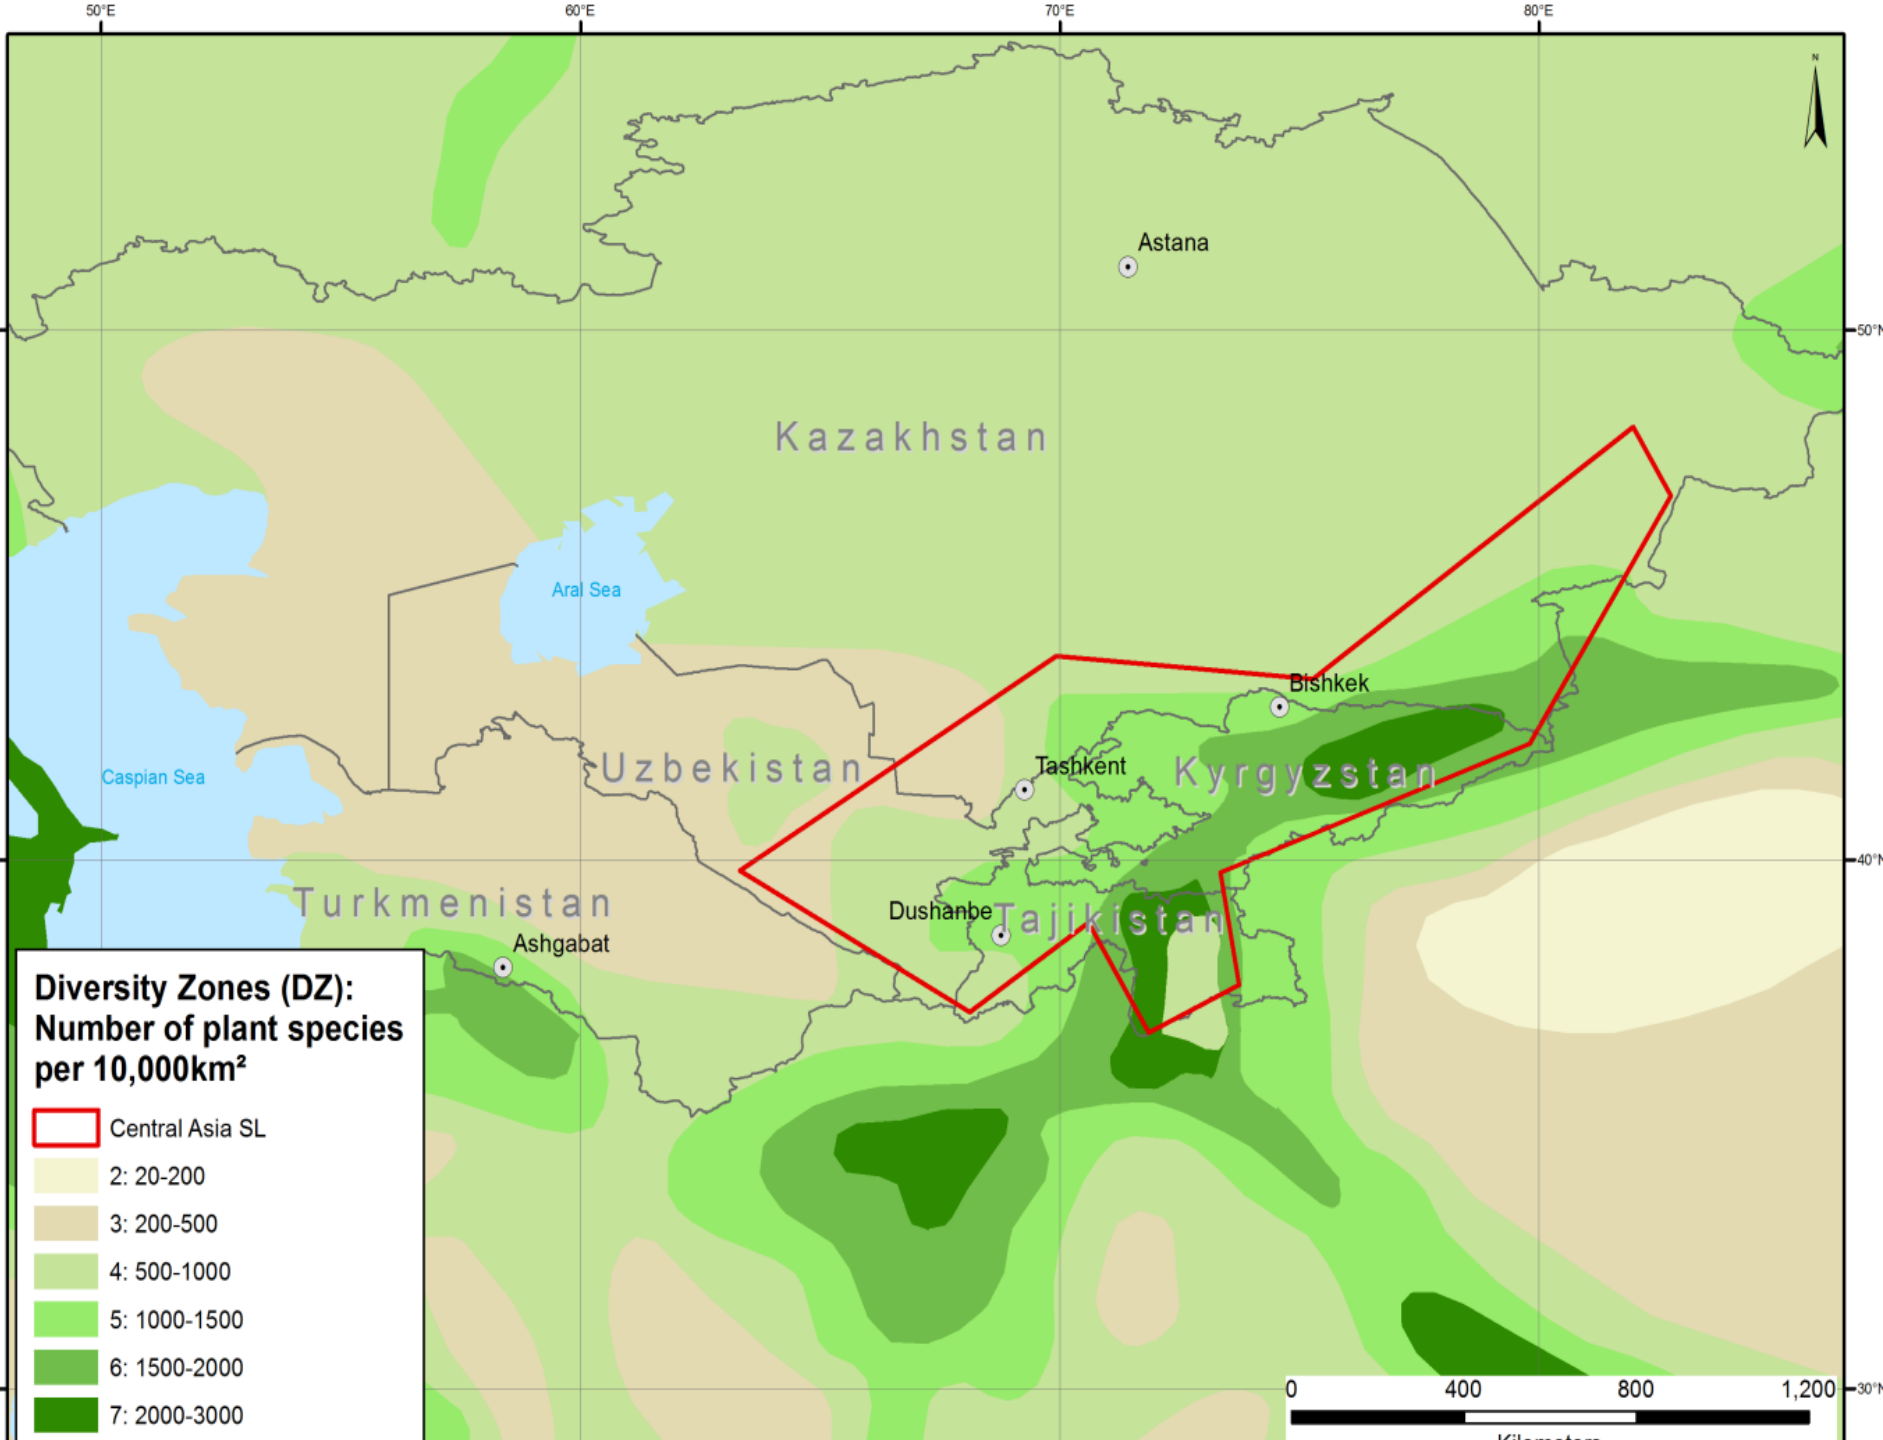 50°E
60°E
70°E
80°E
N
Astana
50°N
Kazakhstan
Aral Sea
Bishkek
Caspian Sea
Uzbekistan
Tashkent
Kyrgyzstan
40°N
Turkmenistan
Dushanbe
Tajikistan
Ashgabat
Diversity Zones (DZ):
Number of plant species
per 10,000km²
Central Asia SL
2: 20-200
3: 200-500
4: 500-1000
5: 1000-1500
6: 1500-2000
7: 2000-3000
0 400 800 1,200
30°N
Kilometers